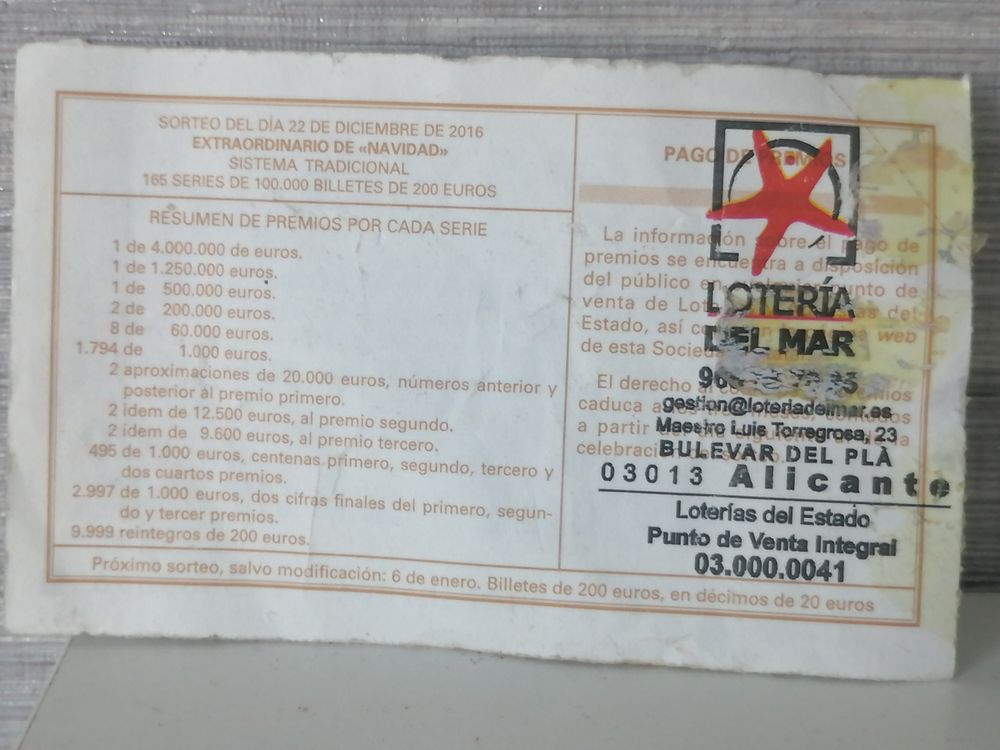 SORTEO DEL DÍA 22 DE DICIEMBRE DE 2016
EXTRAORDINARIO DE «NAVIDAD»
SISTEMA TRADICIONAL
165 SERIES DE 100.000 BILLETES DE 200 EUROS
RESUMEN DE PREMIOS POR CADA SERIE
1 de 4.000.000 de euros.
1 de 1.250.000 euros.
1 de 500.000 euros.
2 de 200.000 euros.
8 de 60.000 euros.
1.794 de 1.000 euros.
2 aproximaciones de 20.000 euros, números anterior y
posterior al premio primero.
2 idem de 12.500 euros, al premio segundo.
2 idem de 9.600 euros, al premio tercero.
495 de 1.000 euros, centenas primero, segundo, tercero y
dos cuartos premios.
2.997 de 1.000 euros, dos cifras finales del primero, segun-
do y tercer premios.
9.999 reintegros de 200 euros.
Próximo sorteo, salvo modificación: 6 de enero. Billetes de 200 euros, en décimos de 20 euros
PAGO DE PREMIOS
La información sobre el pago de
premios se encuentra a disposición
del público en punto de
venta de del
Estado, así web
de esta
El derecho al
caduca a
a partir
LOTERÍA
DEL MAR
gestion@loteriadelmar.es
Maestro Luis Torregrosa, 23
BULEVAR DEL PLÀ
03013 Alicante
Loterías del Estado
Punto de Venta Integral
03.000.0041